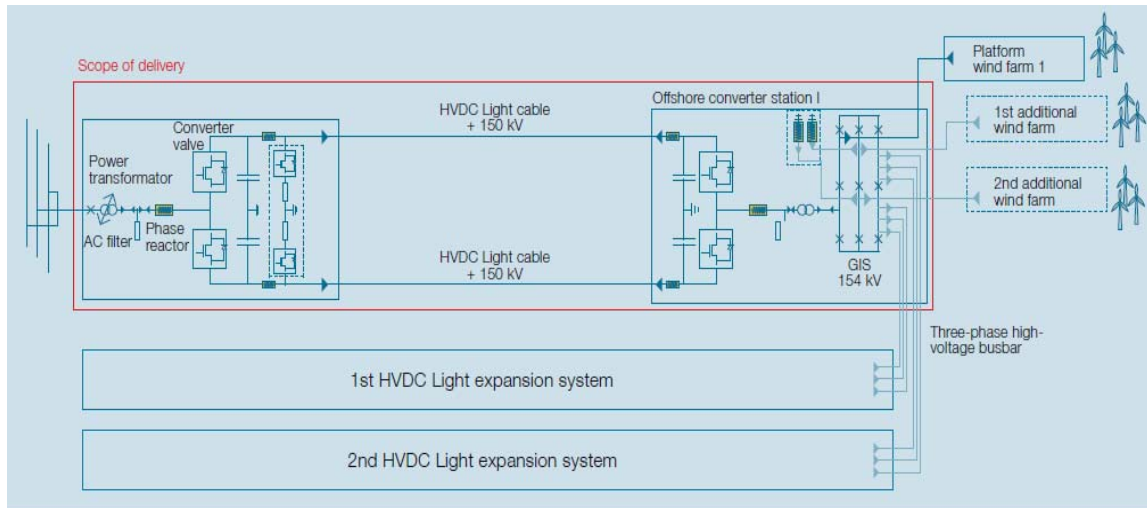 Scope of delivery
Platform
wind farm 1
Offshore converter station I
HVDC Light cable
+ 150 kV
1st additional
wind farm
Converter
valve
Power
transformator
2nd additional
wind farm
AC filter
Phase
reactor
HVDC Light cable
+ 150 kV
GIS
154 kV
Three-phase high-
voltage busbar
1st HVDC Light expansion system
2nd HVDC Light expansion system